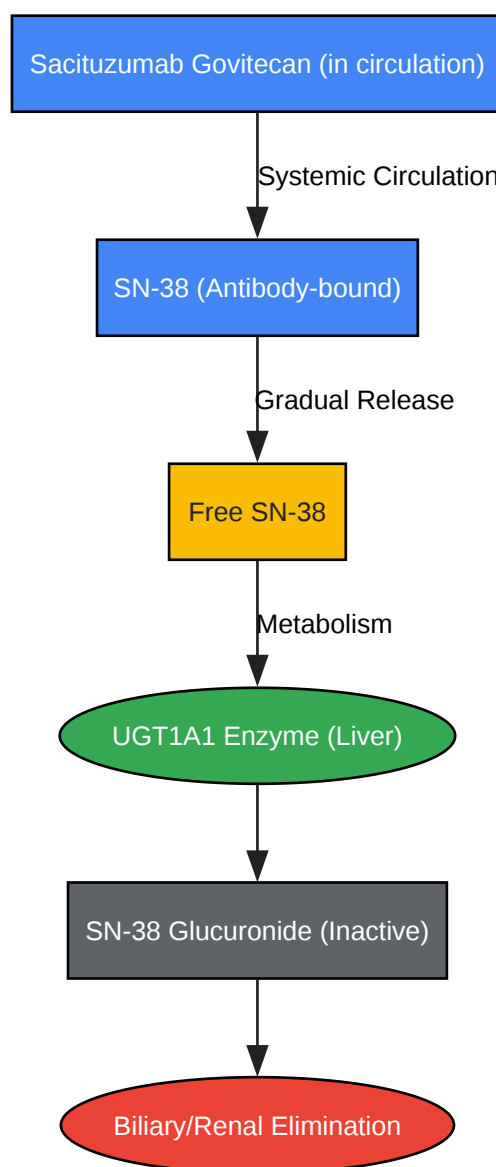 Sacituzumab Govitecan (in circulation)
Systemic Circulation
SN-38 (Antibody-bound)
Gradual Release
Free SN-38
Metabolism
UGT1A1 Enzyme (Liver)
SN-38 Glucuronide (Inactive)
Biliary/Renal Elimination